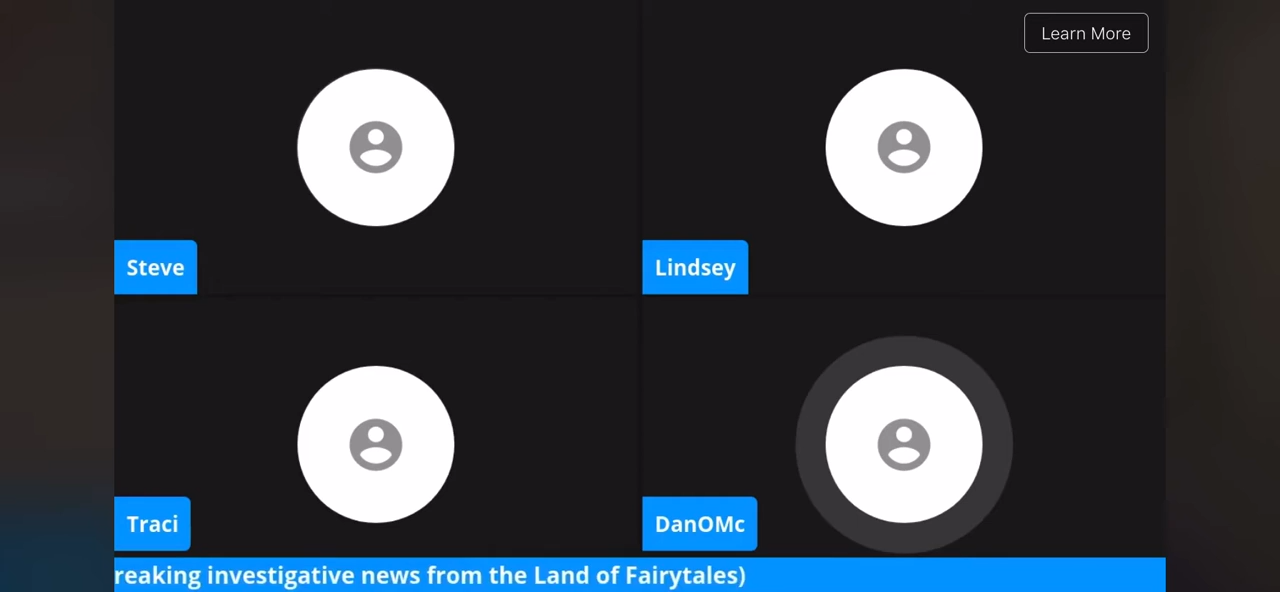 Learn More
Steve
Lindsey
Traci
DanOMc
reaking investigative news from the Land of Fairytales)